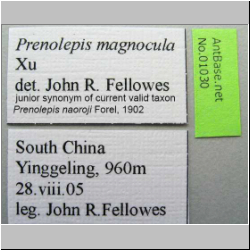 Prenolepis magnocula
Xu
det. John R. Fellowes
junior synonym of current valid taxon
Prenolepis naoroji Forel, 1902
AntBase.net
No.01030
South China
Yinggeling, 960m
28.viii.05
leg. John R.Fellowes